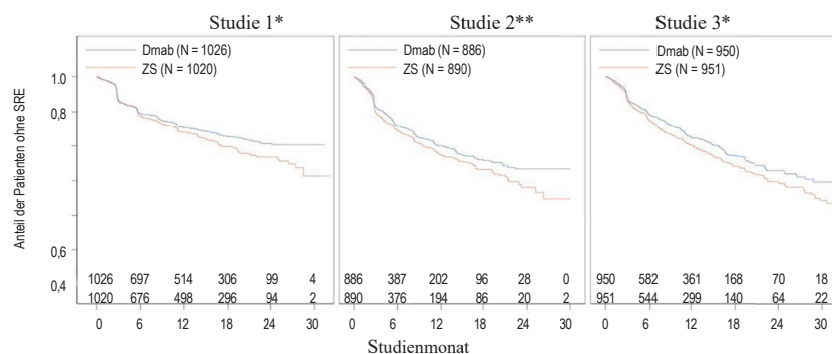 Studie 1* Studie 2** Studie 3*
Dmab (N = 1026) Dmab (N = 886) Dmab (N = 950)
ZS (N = 1020) ZS (N = 890) ZS (N = 951)
Anteil der Patienten ohne SRE
1,0
0,8
0,6
0,4
1026 697 514 306 99 4 886 387 202 96 28 0 950 582 361 168 70 18
1020 676 498 296 94 2 890 376 194 86 20 2 951 544 299 140 64 22
0 6 12 18 24 30 0 6 12 18 24 30 0 6 12 18 24 30
Studienmonat